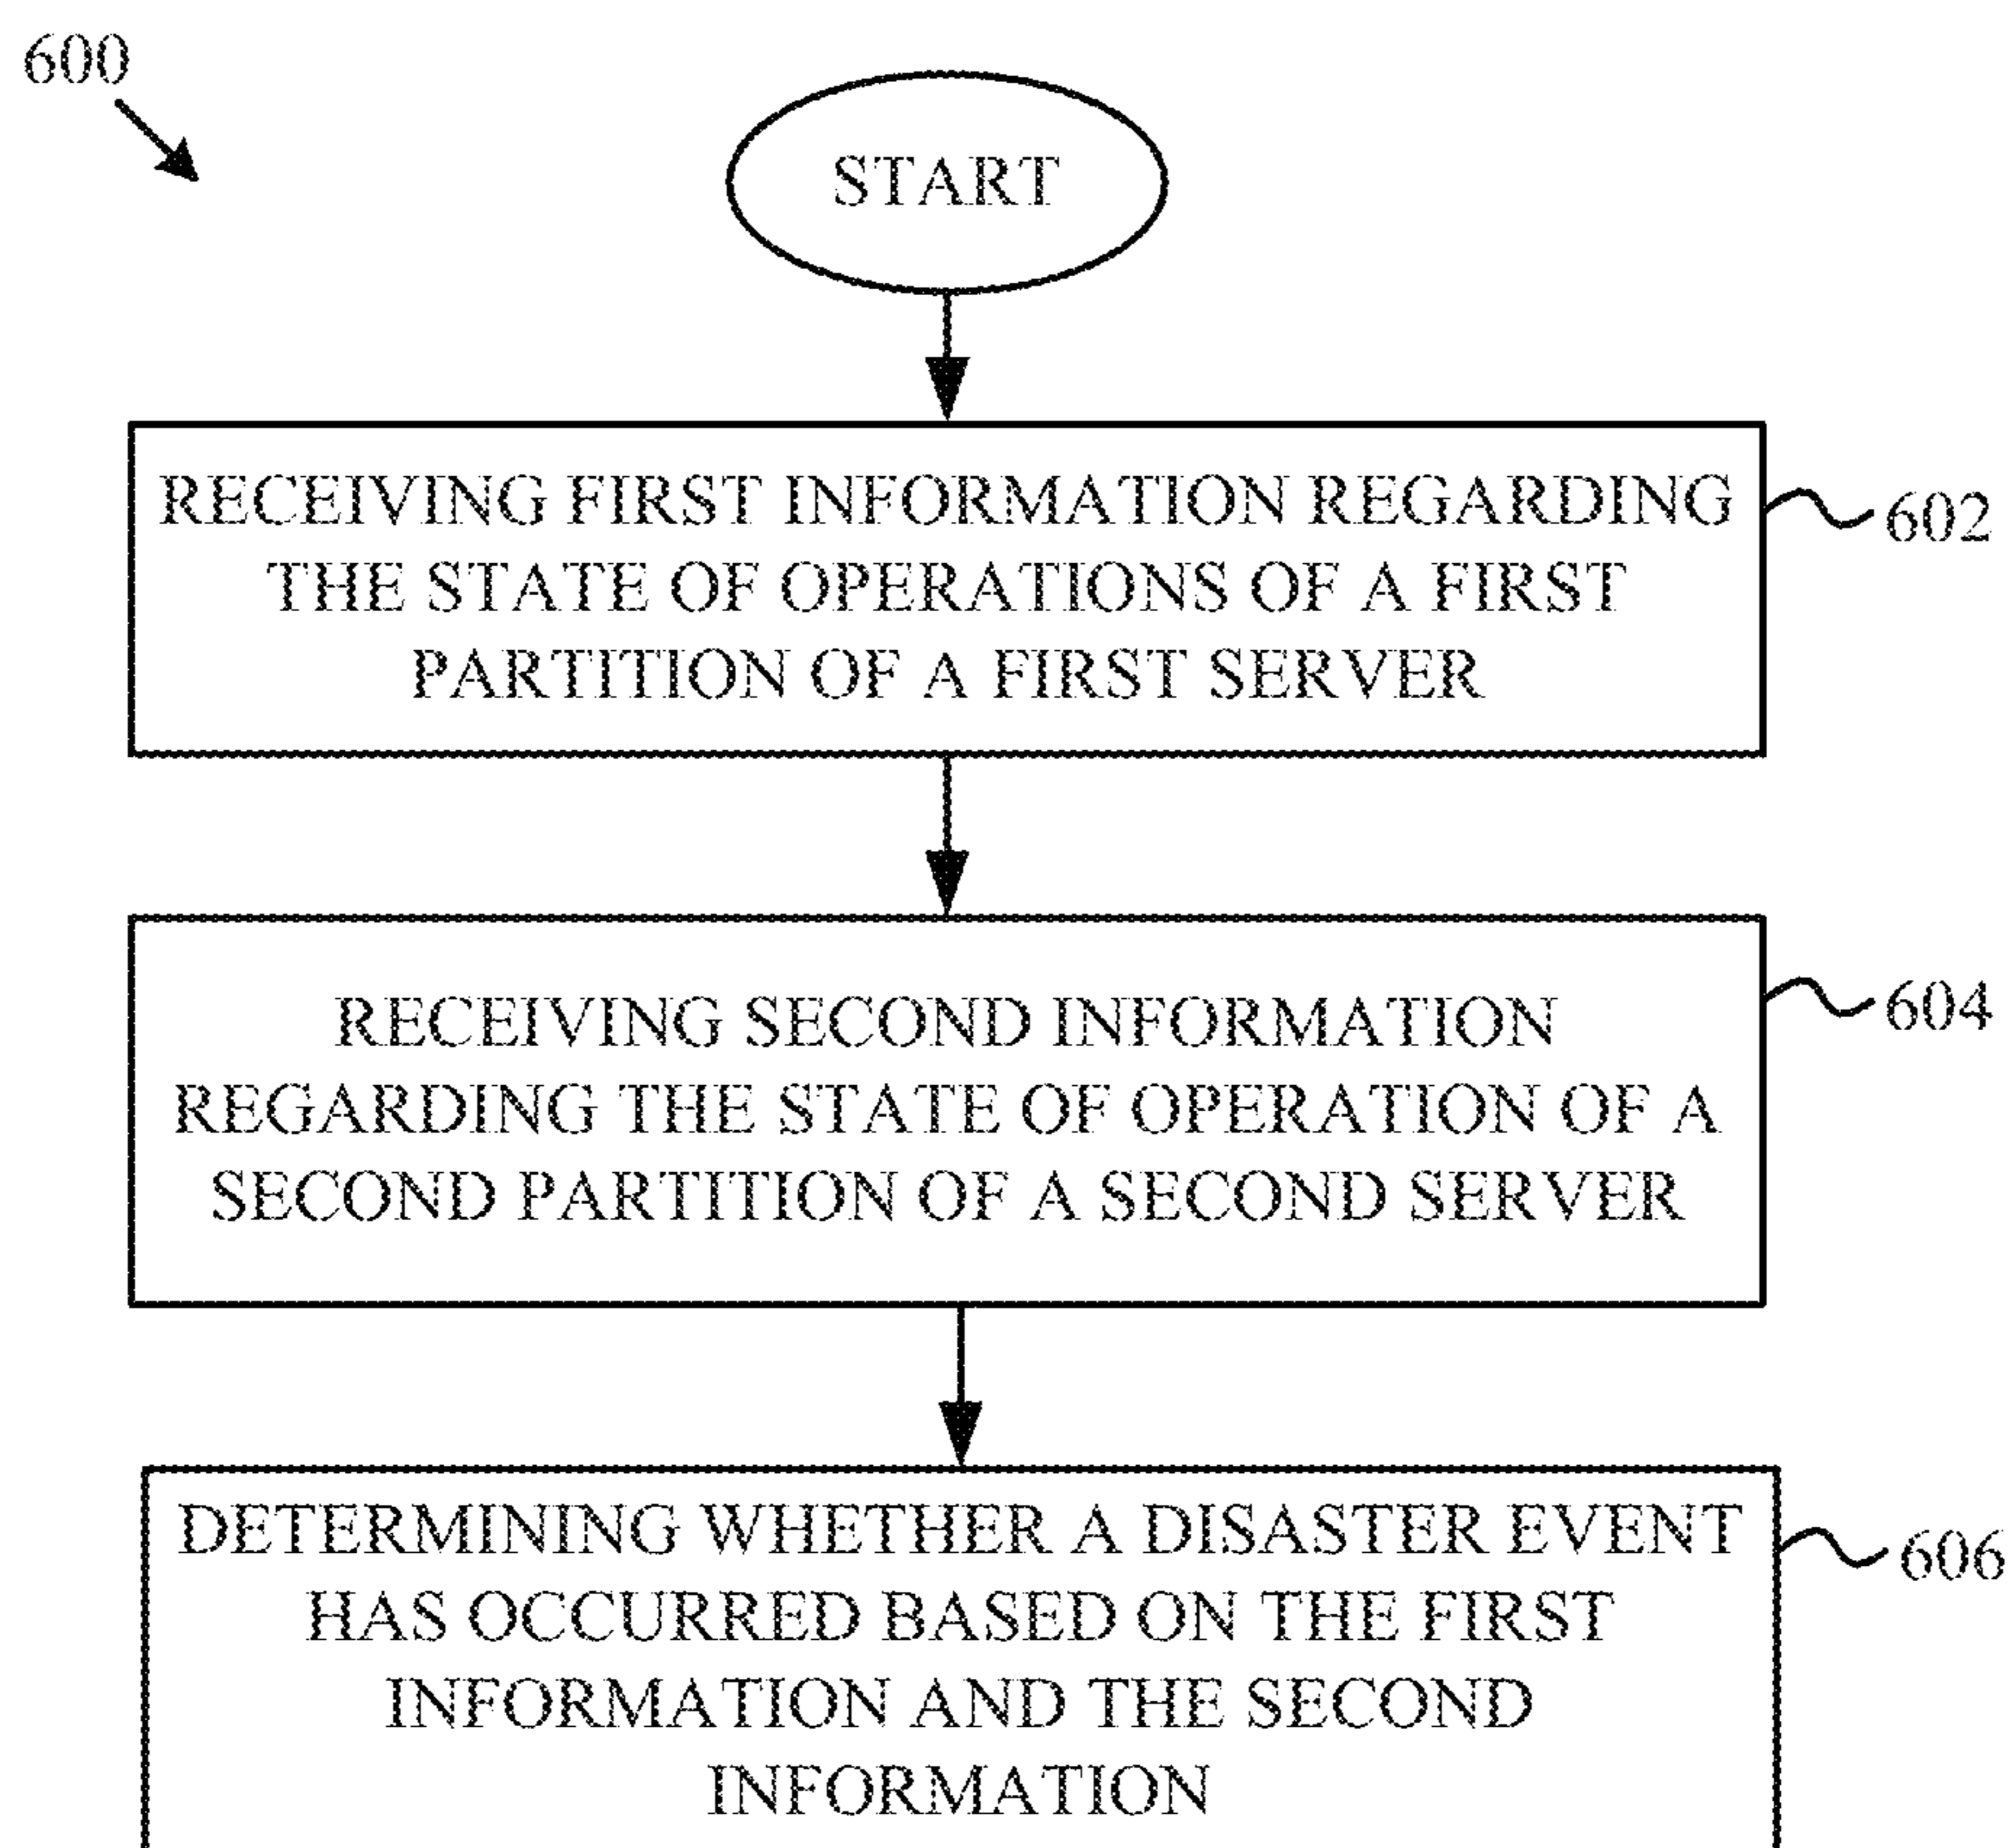 600
START
RECEIVING FIRST INFORMATION REGARDING
THE STATE OF OPERATIONS OF A FIRST
PARTITION OF A FIRST SERVER
602
RECEIVING SECOND INFORMATION
REGARDING THE STATE OF OPERATION OF A
SECOND PARTITION OF A SECOND SERVER
604
DETERMINING WHETHER A DISASTER EVENT
HAS OCCURRED BASED ON THE FIRST
INFORMATION AND THE SECOND
INFORMATION
606